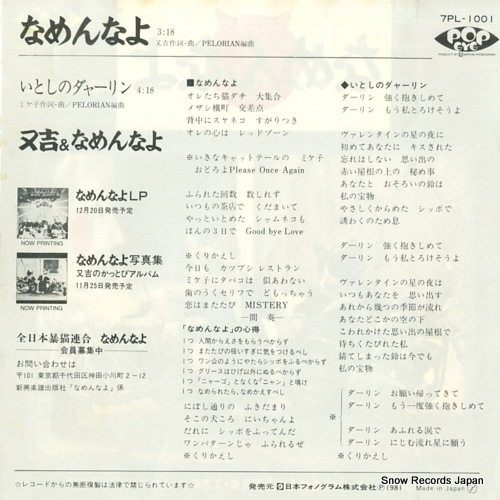 なめんなよ 3:18
又吉作詞・曲/PELORIAN編曲
いとしのダーリン 4:18
ミケ子作詞・曲/PELORIAN編曲
又吉&なめんなよ
なめんなよLP
12月20日発売予定
NOW PRINTING
なめんなよ写真集
又吉のかっとびアルバム
11月25日発売予定
NOW PRINTING
全日本暴猫連合 なめんなよ
会員募集中
お問い合わせは
〒101 東京都千代田区神田小川町2-12
新興楽譜出版社「なめんなよ」係
7PL-1001
POP EYE
■なめんなよ
オレたち猫ダチ 大集合
メザシ横町 交差点
背中にスケネコ すがりつき
オレの心は レッドゾーン
※いきなキャットテールの ミケ子
おどろよPlease Once Again
ふられた回数 数しれず
いつもの茶店で くだまいて
やっといとめた シャムネコも
ほんの3日で Good bye Love
※くりかえし
今日も カツブシ レストラン
ミケ子にタバコは 似あわない
歯のうくセリフで どもっちゃう
恋はまたたび MISTERY
―間 奏―
「なめんなよ」の心得
1つ 人間からえさをもらうべからず
1つ またたびの吸いすぎに気をつけるべし
1つ ワン公のようにやたらシッポをふるべからず
1つ グリースはひげ以外にぬるべからず
1つ 「ニャーゴ」となくな「ニャン」と鳴け
1つ なめられたら、なめかえすべし
にぼし通りの ふきだまり
そこの犬ころ にいちゃんよ
だれに シッポをふってんだ
ワンパターンじゃ ふられるぜ
※くりかえし
◆いとしのダーリン
ダーリン 強く抱きしめて
ダーリン もう私とろけそうよ
ヴァレンタインの星の夜に
初めてあなたに キスされた
忘れはしない 思い出の
赤い屋根の上の 秘め事
あなたと おそろいの鈴は
私の宝物
やさしくからめた シッポで
誘わくのため息
ダーリン 強く抱きしめて
ダーリン もう私とろけそうよ
ヴァレンタインの星の夜は
いつもあなたを 思い出す
あれから幾つの季節が流れ
あなたどこかの空の下
こわれかけた思い出の屋根で
待ちくたびれた私
錆てしまった鈴は今でも
私の宝物
※
ダーリン お願い帰ってきて
ダーリン もう一度強く抱きしめて
ダーリン あふれる涙で
ダーリン にじむ流れ星に願う
※くりかえし
☆レコードからの無断複製は法律で禁じられています☆
発売元 日本フォノグラム株式会社 Ⓟ1981 Made in Japan
Snow Records Japan
www.snowrecords.jp